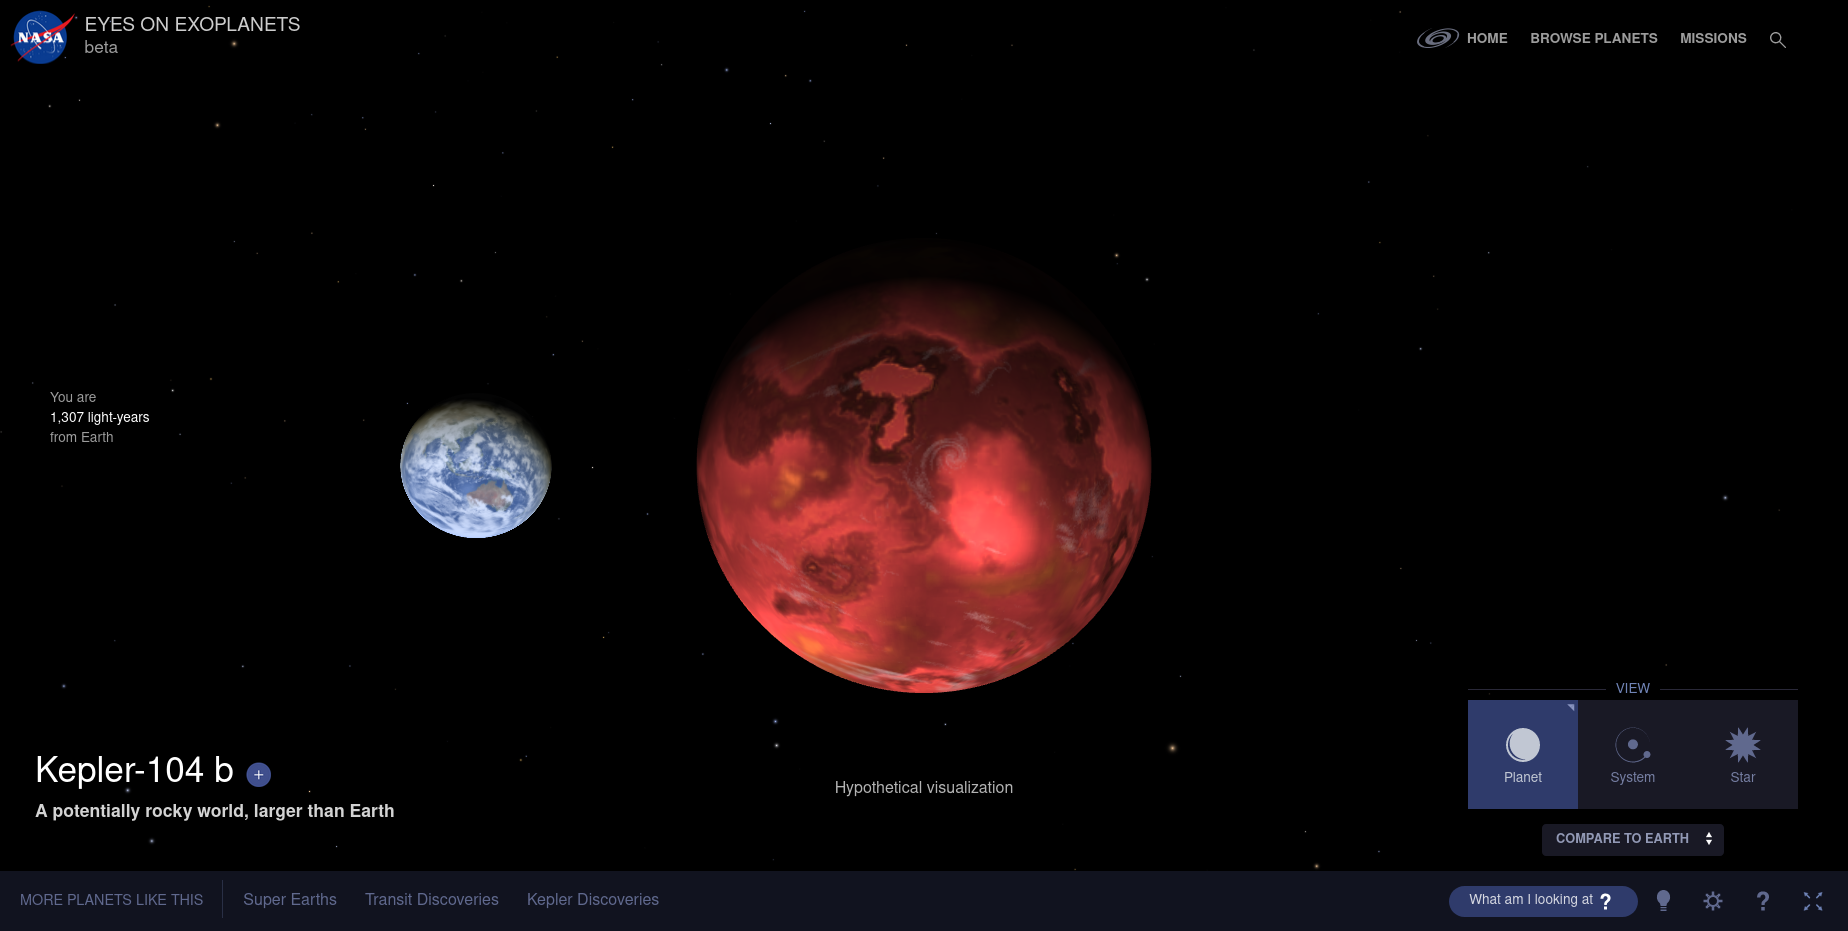 NASA
EYES ON EXOPLANETS
beta
HOME
BROWSE PLANETS
MISSIONS
You are
1,307 light-years
from Earth
Kepler-104 b +
A potentially rocky world, larger than Earth
Hypothetical visualization
VIEW
Planet
System
Star
COMPARE TO EARTH
MORE PLANETS LIKE THIS
Super Earths
Transit Discoveries
Kepler Discoveries
What am I looking at ?
?